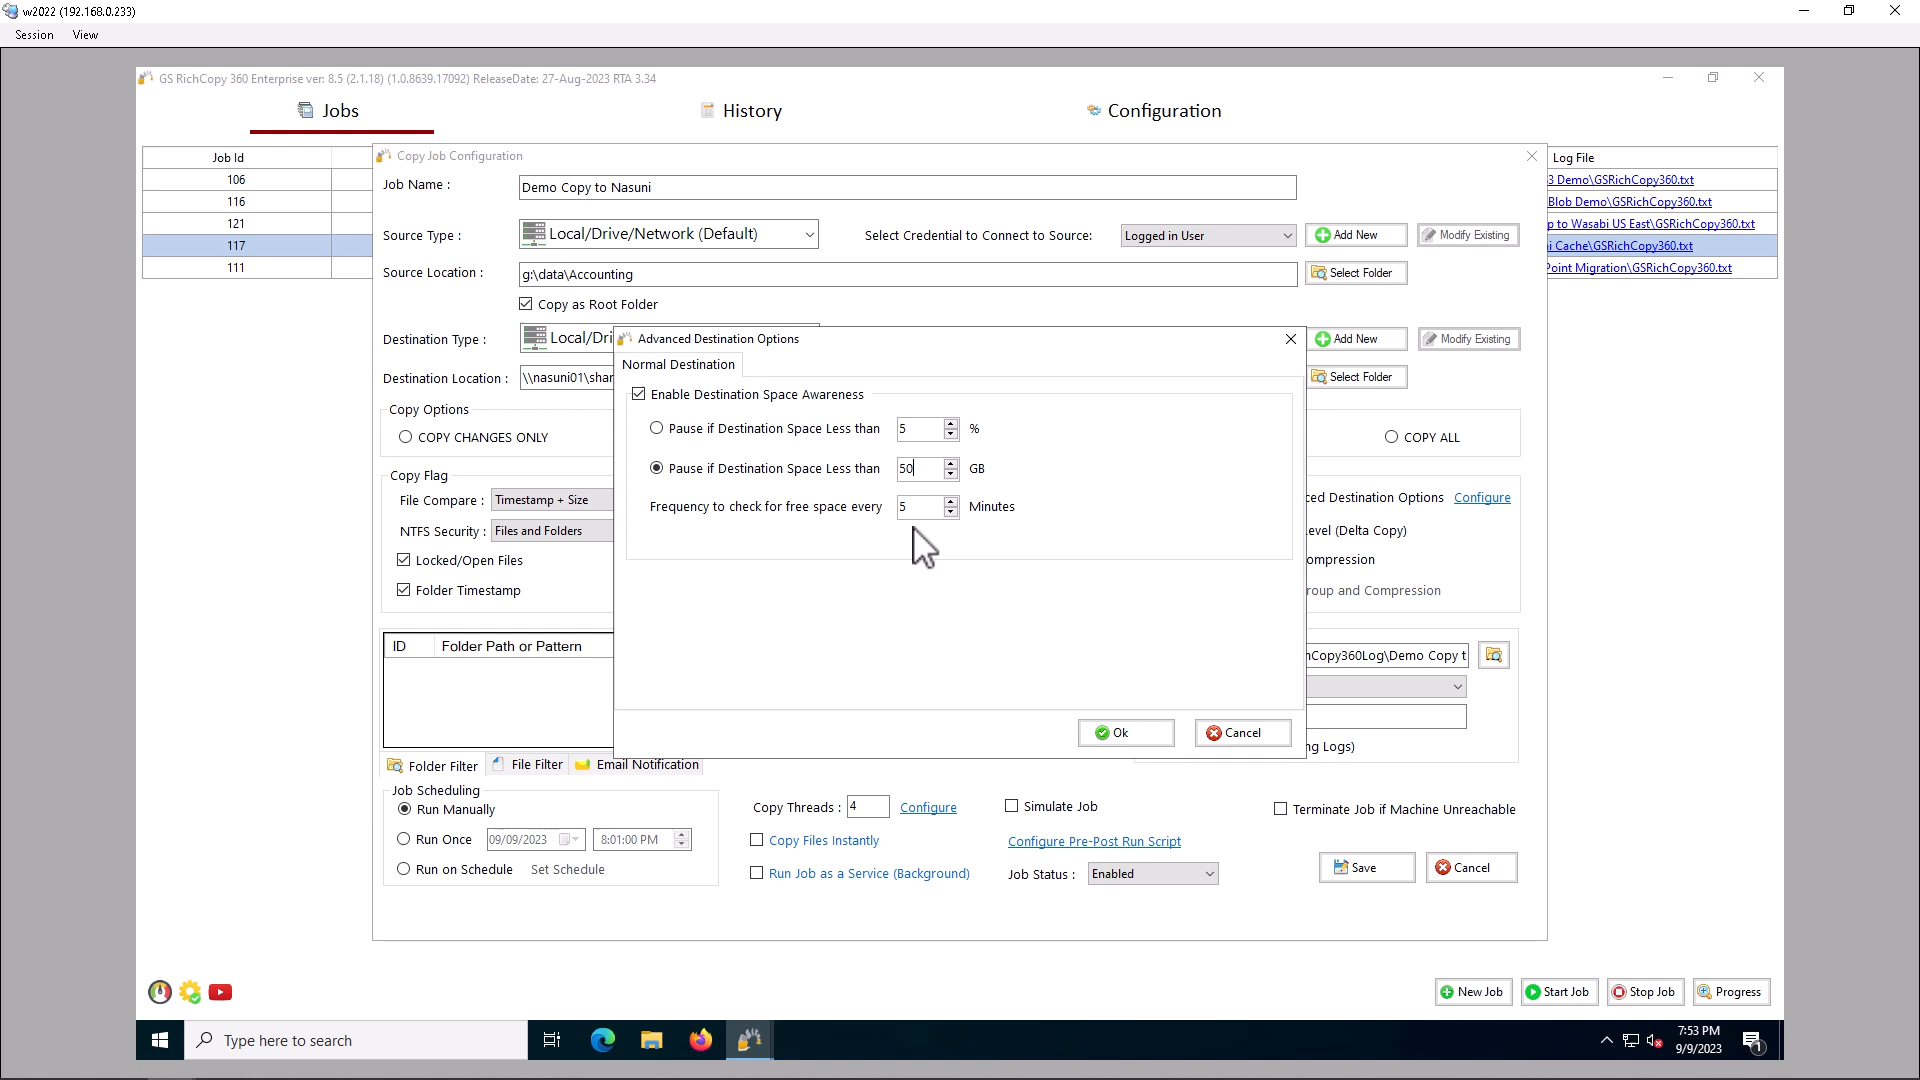 w2022 (192.168.0.233)
Session View
GS RichCopy 360 Enterprise ver: 8.5 (2.1.18) (1.0.8639.17092) ReleaseDate: 27-Aug-2023 RTA 3.34
Jobs History Configuration
Job Id
106
116
121
117
111
Log File
3 Demo\GSRichCopy360.txt
Blob Demo\GSRichCopy360.txt
p to Wasabi US East\GSRichCopy360.txt
i Cache\GSRichCopy360.txt
Point Migration\GSRichCopy360.txt
Copy Job Configuration
Job Name : Demo Copy to Nasuni
Source Type : Local/Drive/Network (Default) Select Credential to Connect to Source: Logged in User Add New Modify Existing
Source Location : g:\data\Accounting Select Folder
Copy as Root Folder
Destination Type : Local/Dri Add New Modify Existing
Destination Location : \\nasuni01\shar Select Folder
Copy Options
COPY CHANGES ONLY COPY ALL
Copy Flag
File Compare : Timestamp + Size
NTFS Security : Files and Folders
Locked/Open Files
Folder Timestamp
ced Destination Options Configure
evel (Delta Copy)
ompression
roup and Compression
Advanced Destination Options
Normal Destination
Enable Destination Space Awareness
Pause if Destination Space Less than 5 %
Pause if Destination Space Less than 50 GB
Frequency to check for free space every 5 Minutes
Ok Cancel
ID Folder Path or Pattern
hCopy360Log\Demo Copy t
ng Logs)
Folder Filter File Filter Email Notification
Job Scheduling
Run Manually
Run Once 09/09/2023 8:01:00 PM
Run on Schedule Set Schedule
Copy Threads : 4 Configure Simulate Job Terminate Job if Machine Unreachable
Copy Files Instantly Configure Pre-Post Run Script
Run Job as a Service (Background) Job Status : Enabled
Save Cancel
New Job Start Job Stop Job Progress
Type here to search
7:53 PM
9/9/2023
1